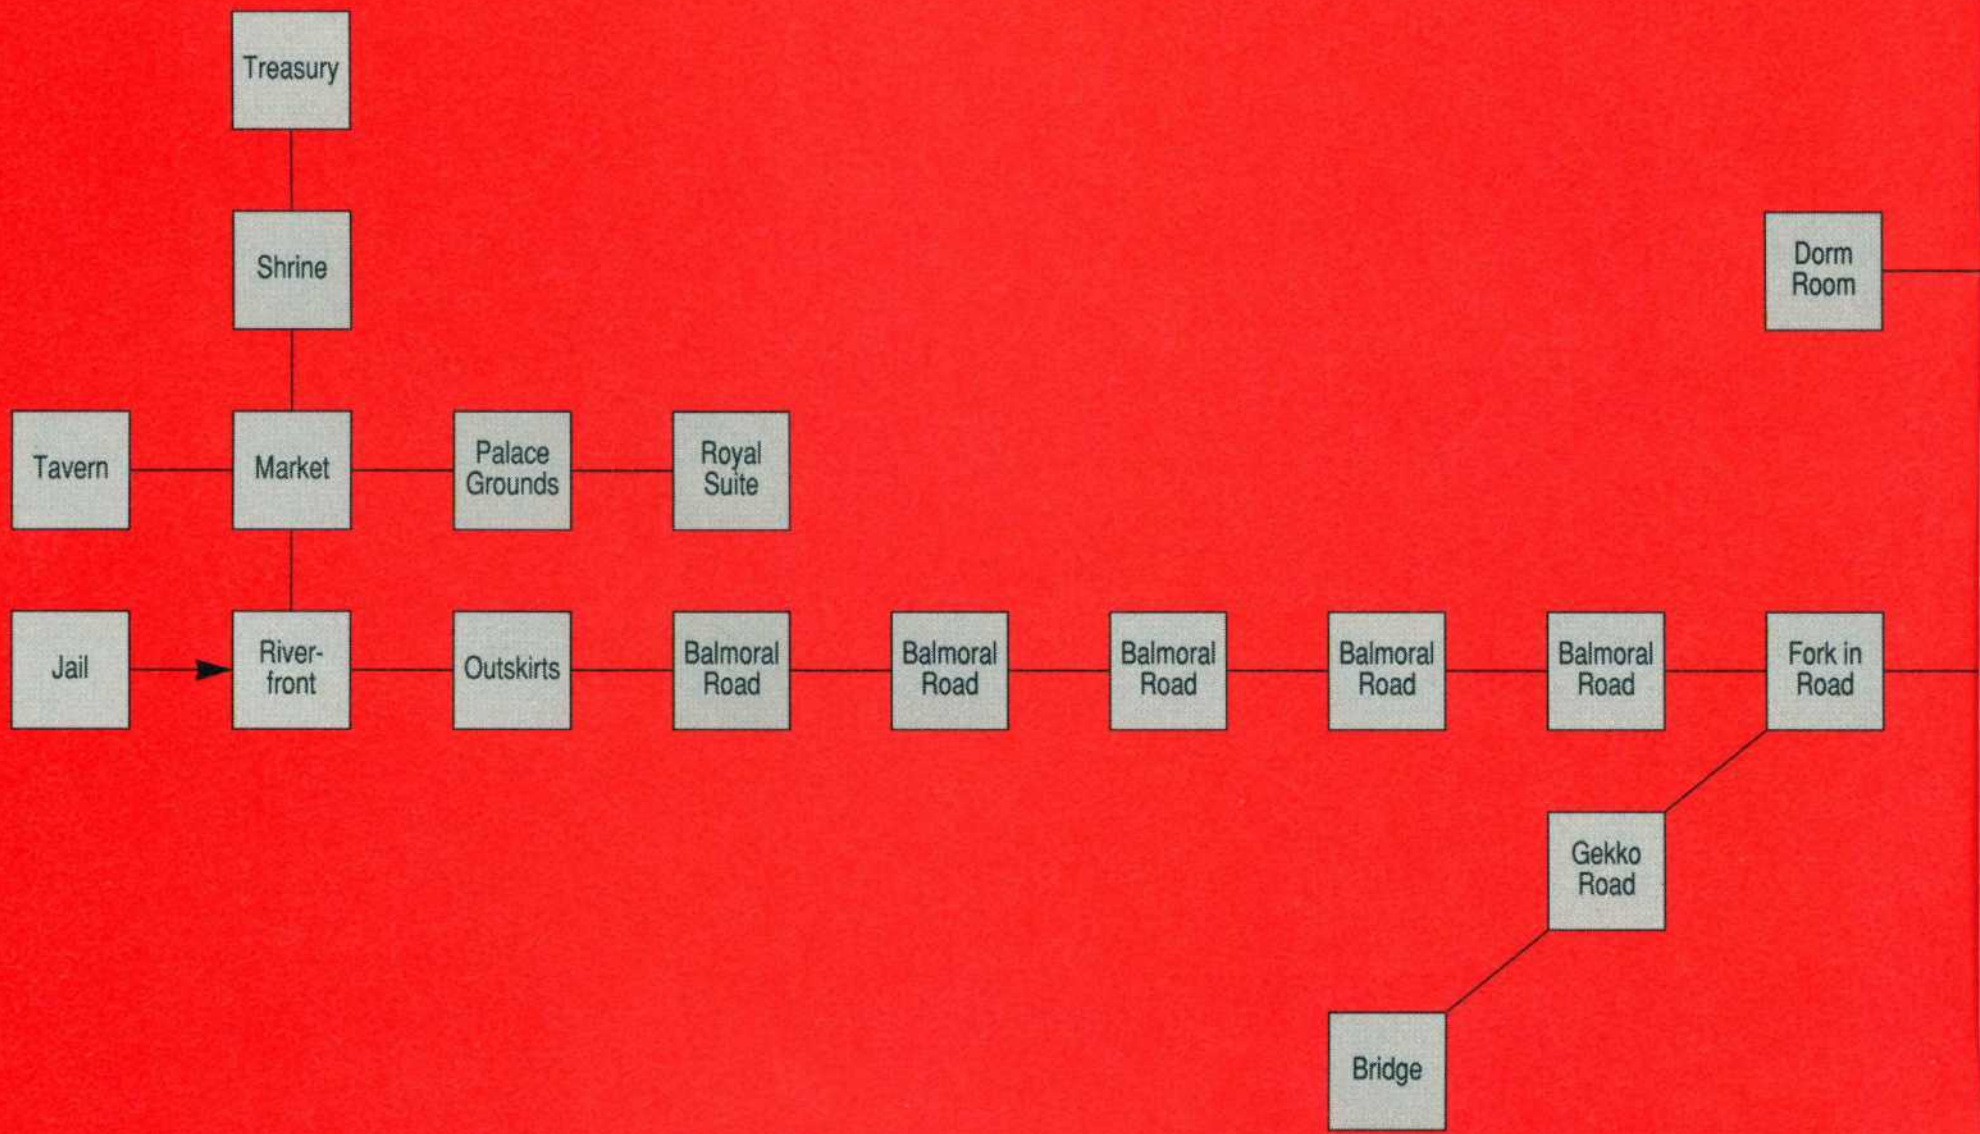 Treasury
Shrine
Dorm
Room
Tavern
Market
Palace
Grounds
Royal
Suite
Jail
River-
front
Outskirts
Balmoral
Road
Balmoral
Road
Balmoral
Road
Balmoral
Road
Balmoral
Road
Fork in
Road
Gekko
Road
Bridge